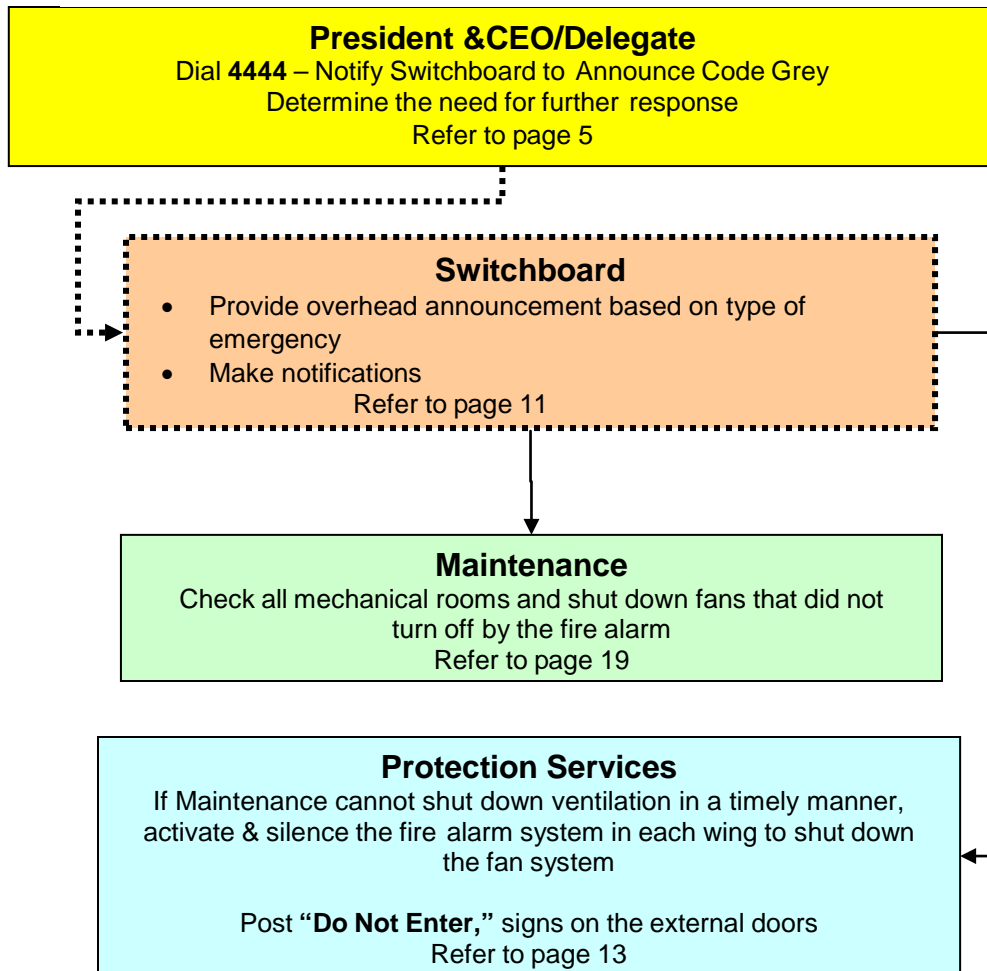 President &CEO/Delegate
Dial 4444 – Notify Switchboard to Announce Code Grey
Determine the need for further response
Refer to page 5
Switchboard
• Provide overhead announcement based on type of
emergency
• Make notifications
Refer to page 11
Maintenance
Check all mechanical rooms and shut down fans that did not
turn off by the fire alarm
Refer to page 19
Protection Services
If Maintenance cannot shut down ventilation in a timely manner,
activate & silence the fire alarm system in each wing to shut down
the fan system
Post “Do Not Enter,” signs on the external doors
Refer to page 13